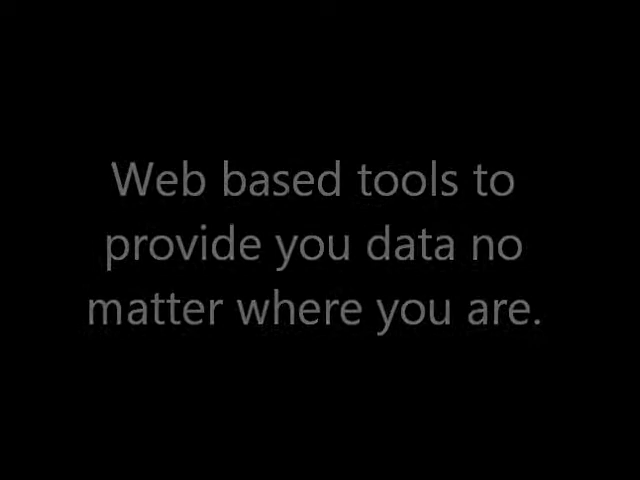 Web based tools to
provide you data no
matter where you are.